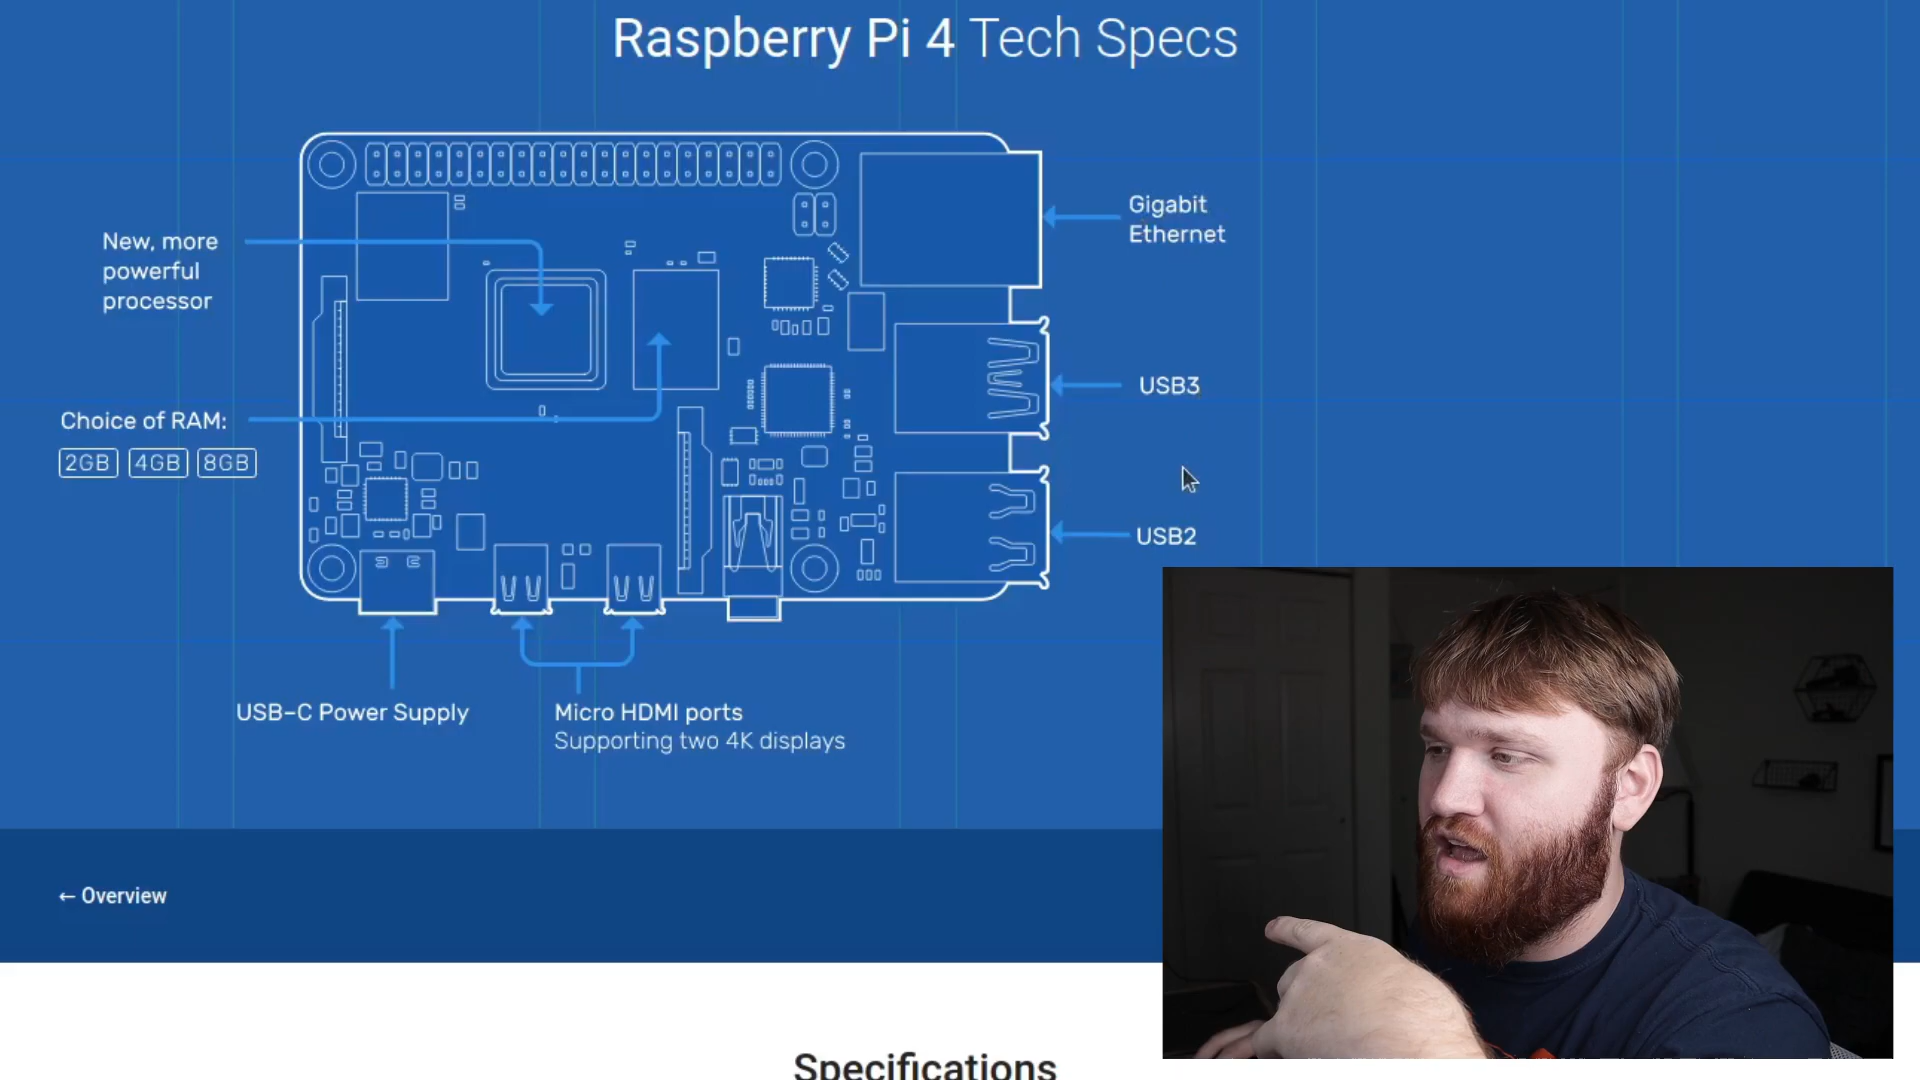 Raspberry Pi 4 Tech Specs
New, more
powerful
processor
Choice of RAM:
2GB 4GB 8GB
Gigabit
Ethernet
USB3
USB2
USB-C Power Supply
Micro HDMI ports
Supporting two 4K displays
← Overview
Specifications